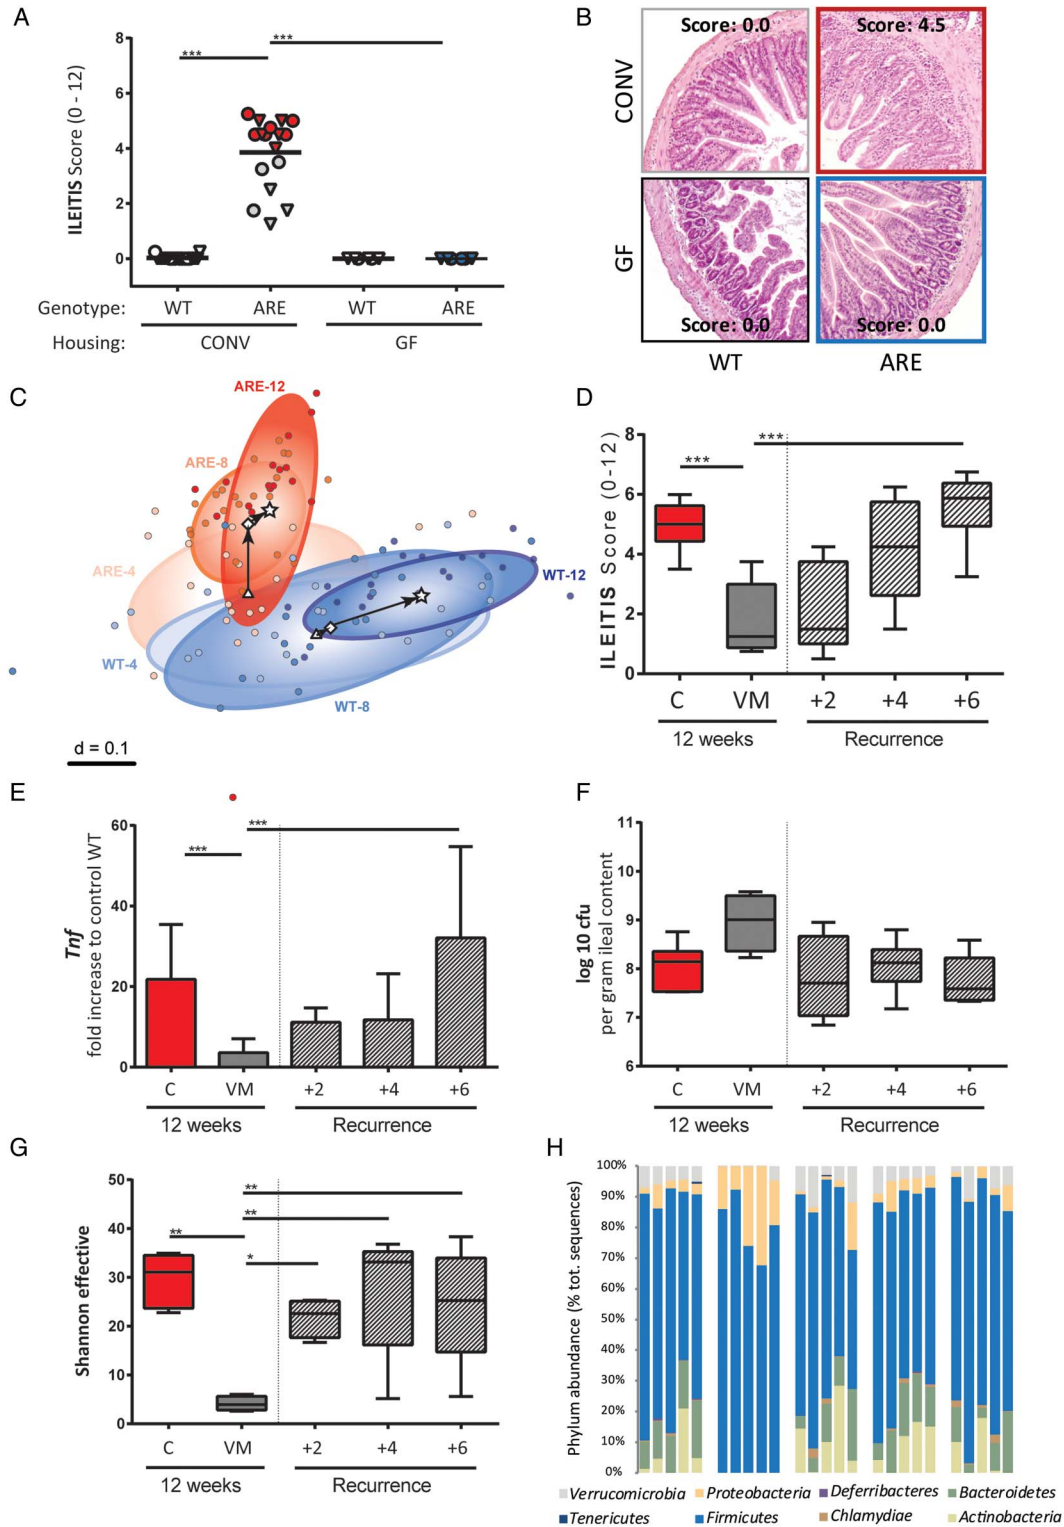 A
ILEITIS Score (0 - 12)
8
6
4
2
0
***
***
Genotype: WT ARE WT ARE
Housing: CONV GF
B
CONV
GF
Score: 0.0
Score: 4.5
Score: 0.0
Score: 0.0
WT ARE
C
ARE-12
ARE-8
ARE-4
WT-12
WT-4
WT-8
d = 0.1
D
ILEITIS Score (0-12)
8
6
4
2
0
***
***
C VM +2 +4 +6
12 weeks Recurrence
E
Tnf
fold increase to control WT
60
40
20
0
***
***
C VM +2 +4 +6
12 weeks Recurrence
F
log 10 cfu
per gram ileal content
11
10
9
8
7
6
C VM +2 +4 +6
12 weeks Recurrence
G
Shannon effective
50
40
30
20
10
0
**
**
**
*
C VM +2 +4 +6
12 weeks Recurrence
H
Phylum abundance (% tot. sequences)
100%
90%
80%
70%
60%
50%
40%
30%
20%
10%
0%
Verrucomicrobia Proteobacteria Deferribacteres Bacteroidetes
Tenericutes Firmicutes Chlamydiae Actinobacteria